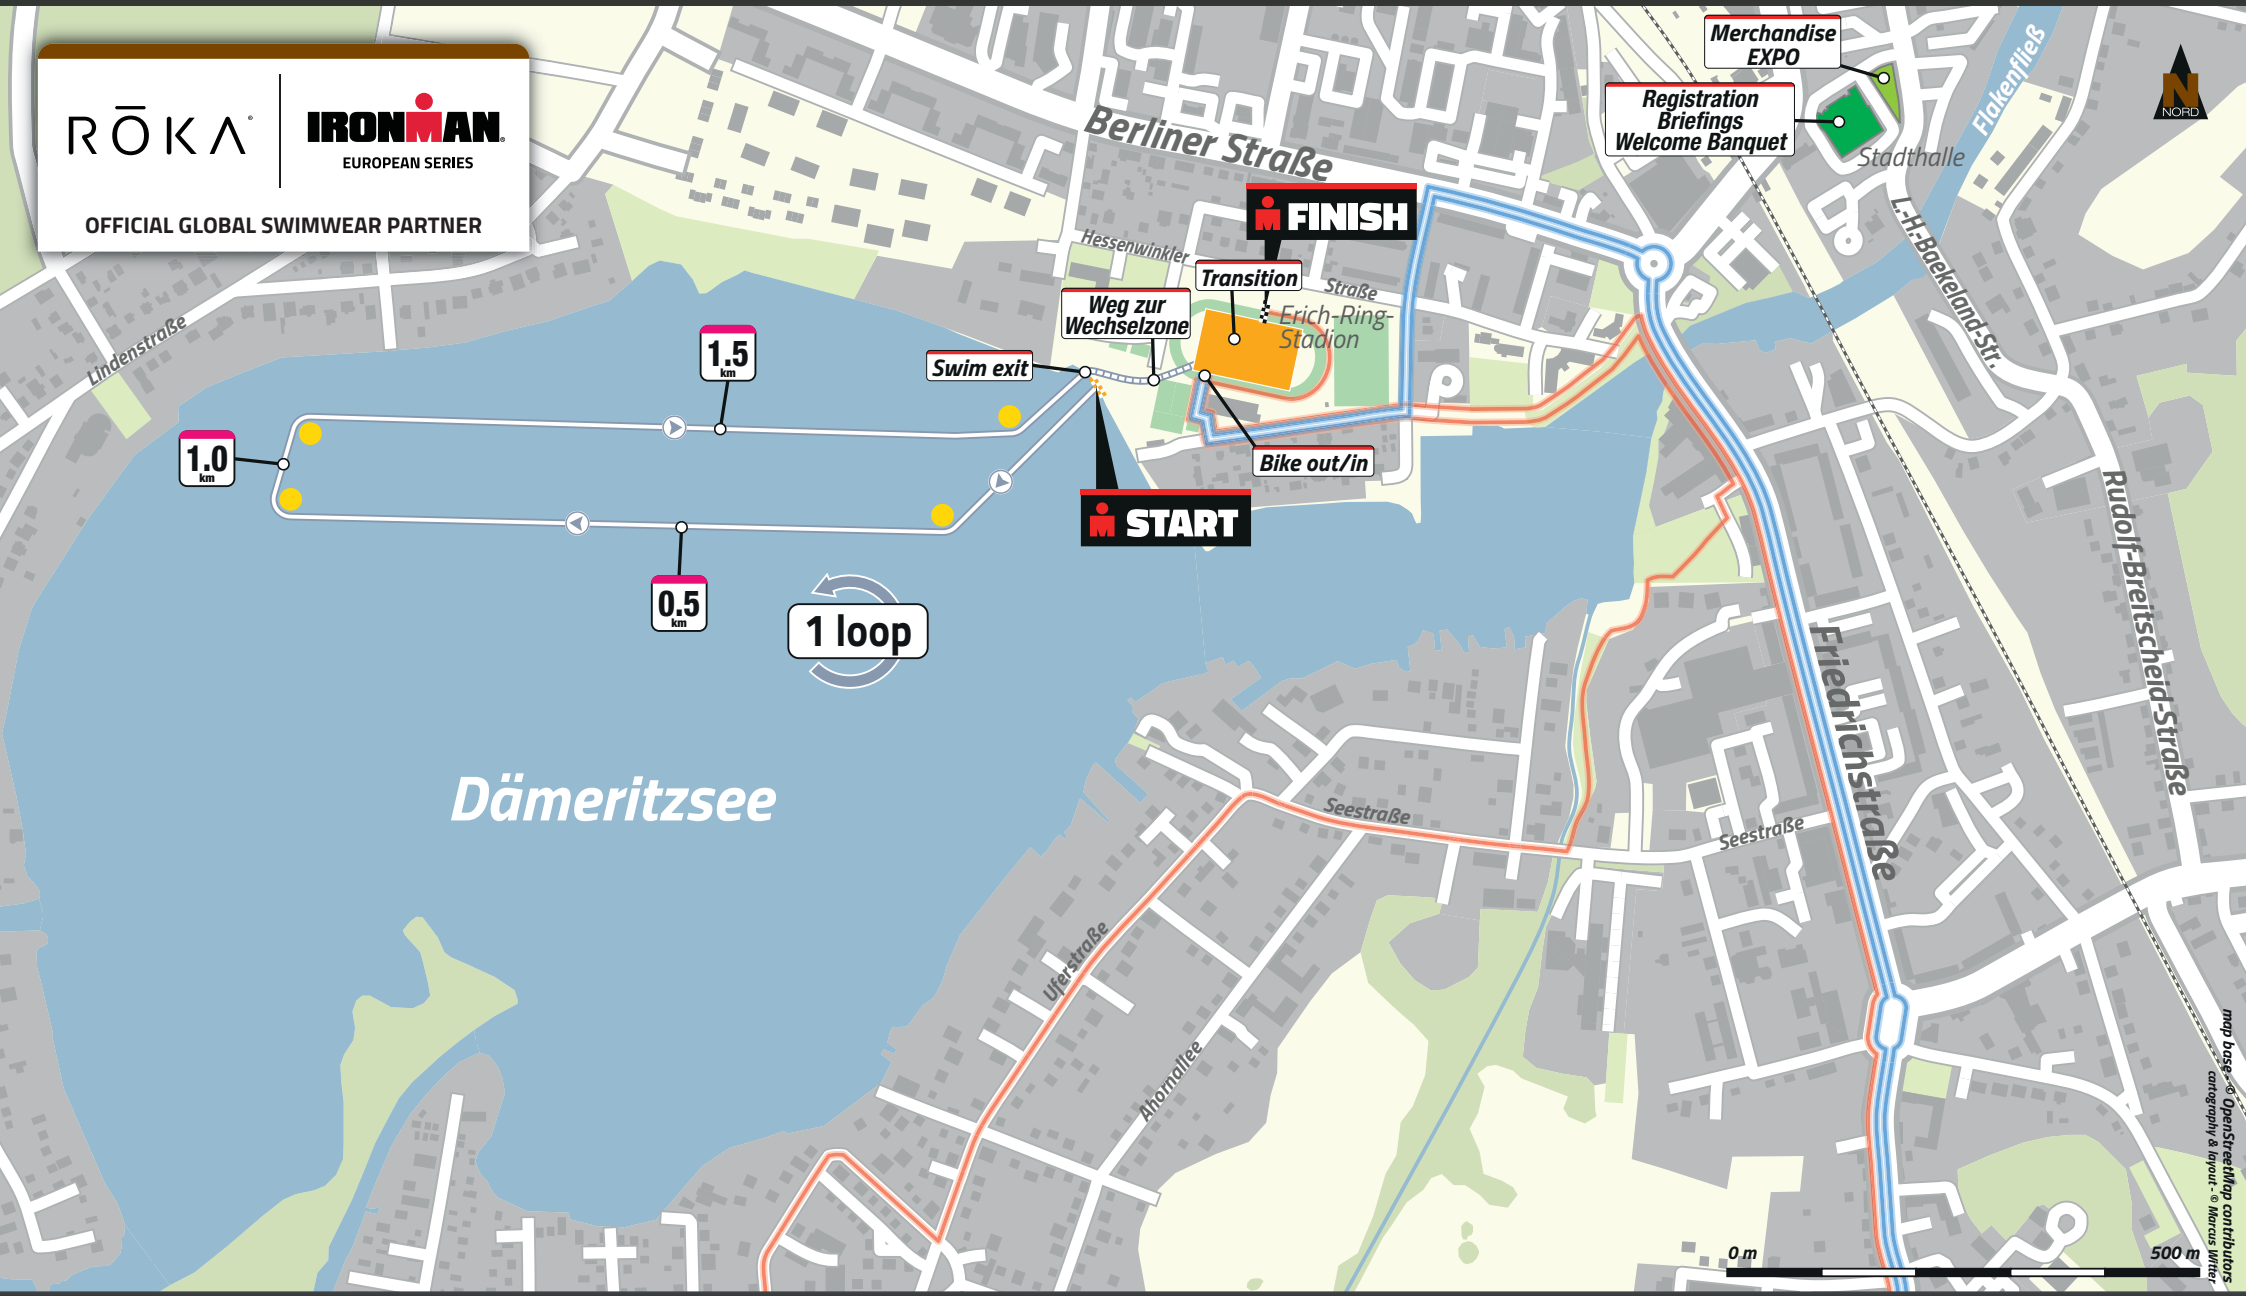 RŌKA
IRONMAN
EUROPEAN SERIES
OFFICIAL GLOBAL SWIMWEAR PARTNER
Merchandise
EXPO
Registration
Briefings
Welcome Banquet
Stadthalle
Flakenfließ
N
NORD
Berliner Straße
FINISH
Hessenwinkler
Straße
Transition
Erich-Ring-
Stadion
Weg zur
Wechselzone
Swim exit
Bike out/in
START
L.-H.-Baekeland-Str.
Lindenstraße
1.5
km
1.0
km
0.5
km
1 loop
Rudolf-Breitscheid-Straße
Friedrichstraße
Dämeritzsee
Seestraße
Seestraße
Uferstraße
Ahornallee
0 m
500 m
map base - © OpenStreetMap contributors
cartography & layout - © Marcus Witter